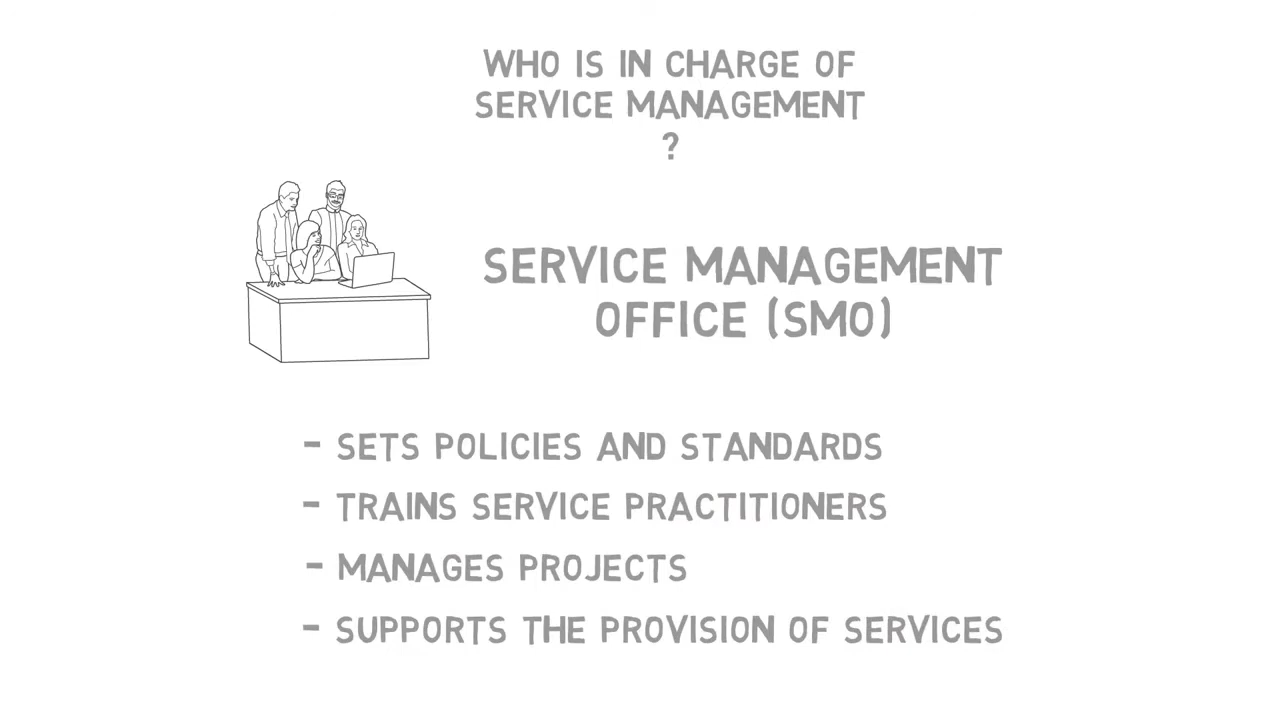 WHO IS IN CHARGE OF
SERVICE MANAGEMENT
?
SERVICE MANAGEMENT
OFFICE (SMO)
- SETS POLICIES AND STANDARDS
- TRAINS SERVICE PRACTITIONERS
- MANAGES PROJECTS
- SUPPORTS THE PROVISION OF SERVICES